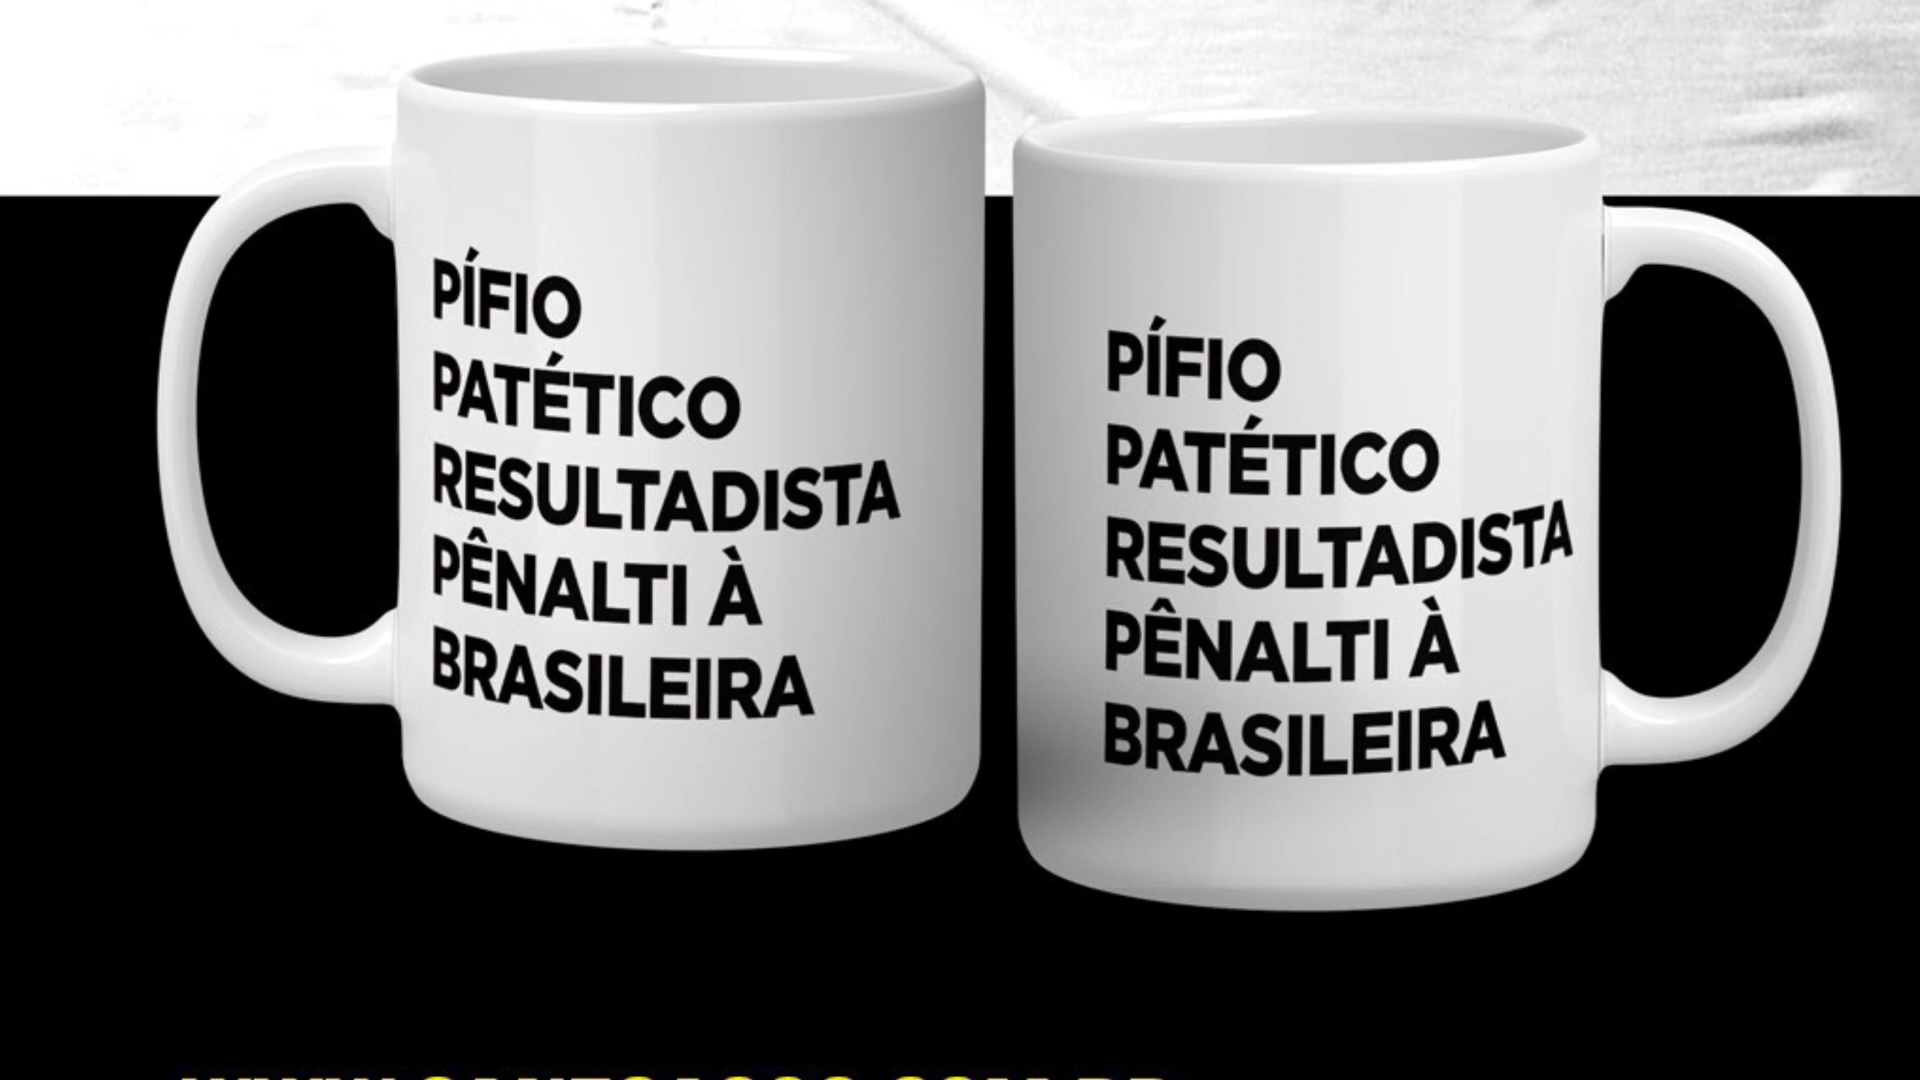 PÍFIO
PATÉTICO
RESULTADISTA
PÊNALTI À
BRASILEIRA
PÍFIO
PATÉTICO
RESULTADISTA
PÊNALTI À
BRASILEIRA